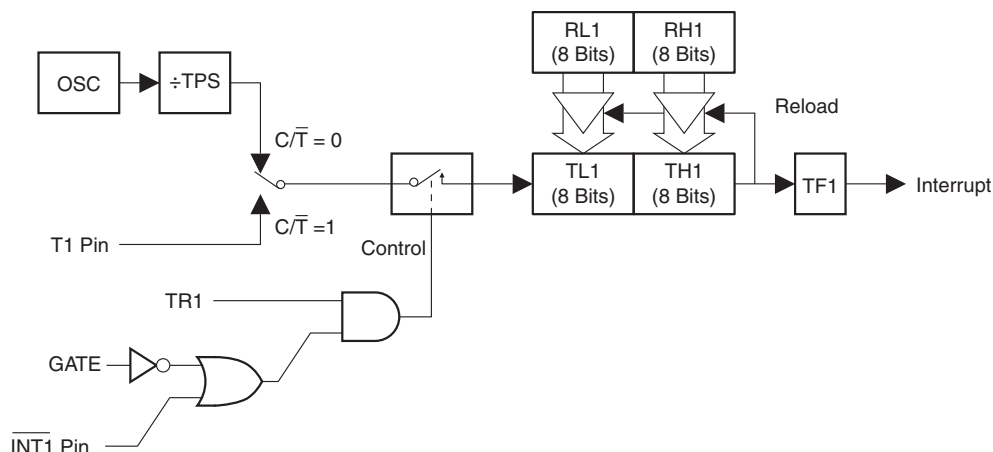 RL1
(8 Bits)
RH1
(8 Bits)
OSC
÷TPS
Reload
C/T̅ = 0
TL1
(8 Bits)
TH1
(8 Bits)
TF1
Interrupt
C/T̅ =1
T1 Pin
Control
TR1
GATE
I̅N̅T̅1̅ Pin